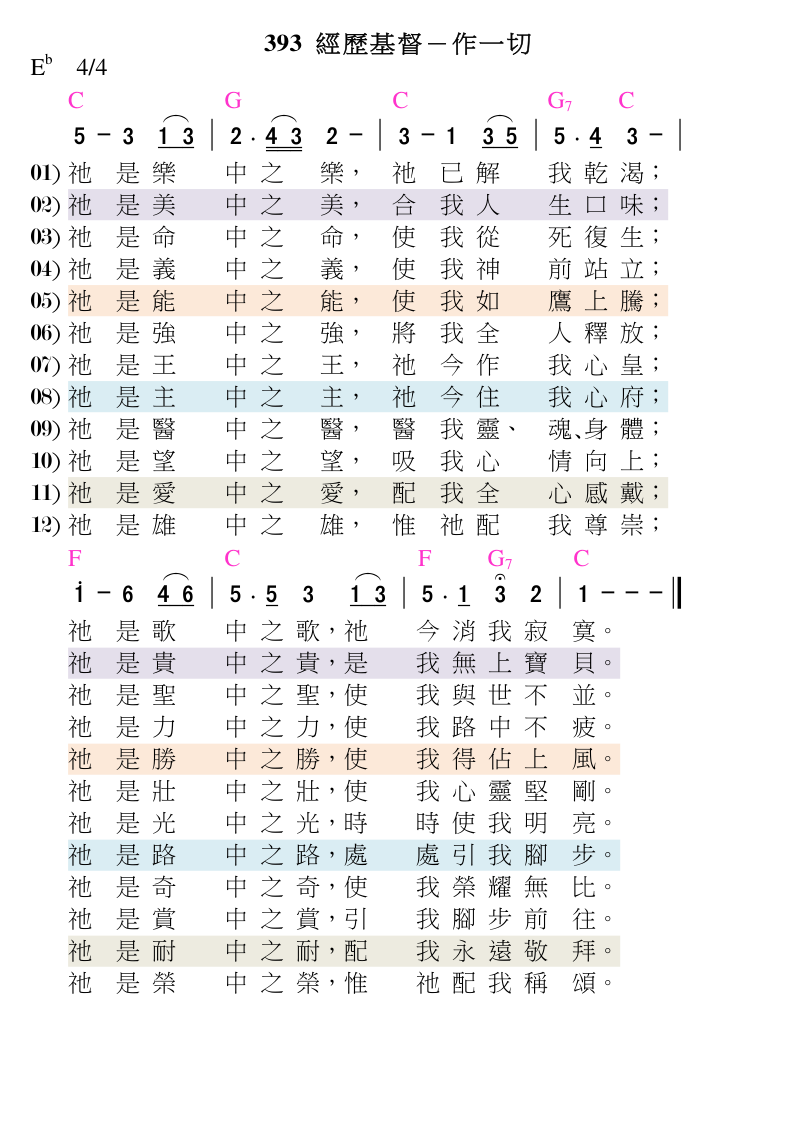 393 經歷基督－作一切
E♭ 4/4
C G C G7 C
5 – 3 1 3 | 2 . 4 3 2 – | 3 – 1 3 5 | 5 . 4 3 – |
01) 祂 是 樂 中 之 樂， 祂 已 解 我 乾 渴；
02) 祂 是 美 中 之 美， 合 我 人 生 口 味；
03) 祂 是 命 中 之 命， 使 我 從 死 復 生；
04) 祂 是 義 中 之 義， 使 我 神 前 站 立；
05) 祂 是 能 中 之 能， 使 我 如 鷹 上 騰；
06) 祂 是 強 中 之 強， 將 我 全 人 釋 放；
07) 祂 是 王 中 之 王， 祂 今 作 我 心 皇；
08) 祂 是 主 中 之 主， 祂 今 住 我 心 府；
09) 祂 是 醫 中 之 醫， 醫 我 靈、 魂、身 體；
10) 祂 是 望 中 之 望， 吸 我 心 情 向 上；
11) 祂 是 愛 中 之 愛， 配 我 全 心 感 戴；
12) 祂 是 雄 中 之 雄， 惟 祂 配 我 尊 崇；
F C F G7 C
1̇ – 6 4 6 | 5 . 5 3 1 3 | 5 . 1 3 2 | 1 – – – ‖
祂 是 歌 中 之 歌，祂 今 消 我 寂 寞。
祂 是 貴 中 之 貴，是 我 無 上 寶 貝。
祂 是 聖 中 之 聖，使 我 與 世 不 並。
祂 是 力 中 之 力，使 我 路 中 不 疲。
祂 是 勝 中 之 勝，使 我 得 佔 上 風。
祂 是 壯 中 之 壯，使 我 心 靈 堅 剛。
祂 是 光 中 之 光，時 時 使 我 明 亮。
祂 是 路 中 之 路，處 處 引 我 腳 步。
祂 是 奇 中 之 奇，使 我 榮 耀 無 比。
祂 是 賞 中 之 賞，引 我 腳 步 前 往。
祂 是 耐 中 之 耐，配 我 永 遠 敬 拜。
祂 是 榮 中 之 榮，惟 祂 配 我 稱 頌。